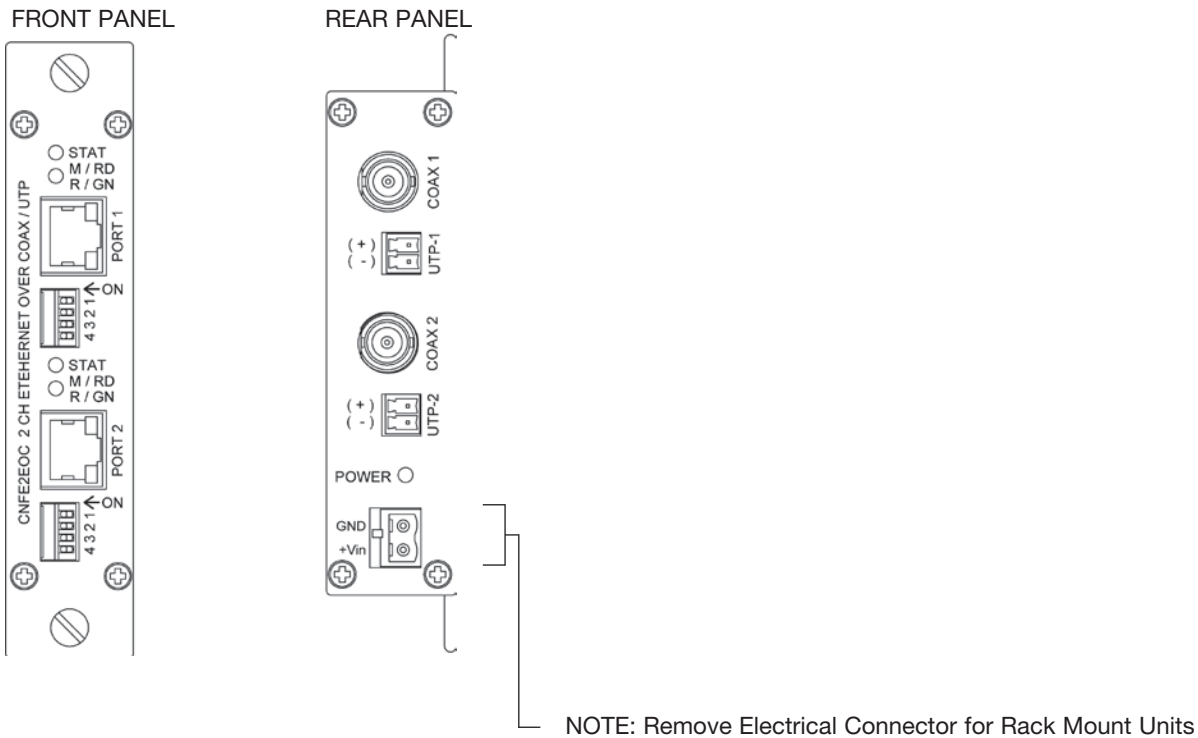 FRONT PANEL
REAR PANEL
CNFE2EOC 2 CH ETEHERNET OVER COAX / UTP
STAT
M / RD
R / GN
PORT 1
←ON
4 3 2 1
STAT
M / RD
R / GN
PORT 2
←ON
4 3 2 1
COAX 1
( + )
( - )
UTP-1
COAX 2
( + )
( - )
UTP-2
POWER
GND
+Vin
NOTE: Remove Electrical Connector for Rack Mount Units